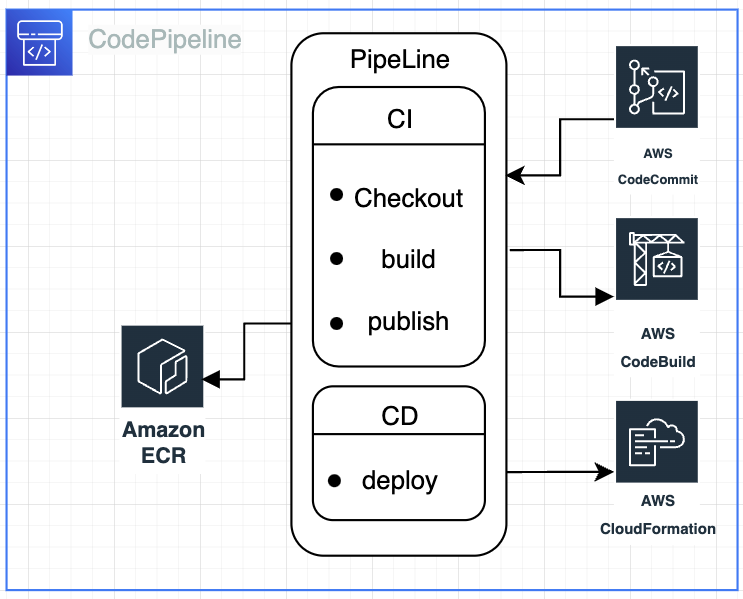 CodePipeline
PipeLine
CI
Checkout
build
publish
CD
deploy
AWS
CodeCommit
AWS
CodeBuild
AWS
CloudFormation
Amazon
ECR